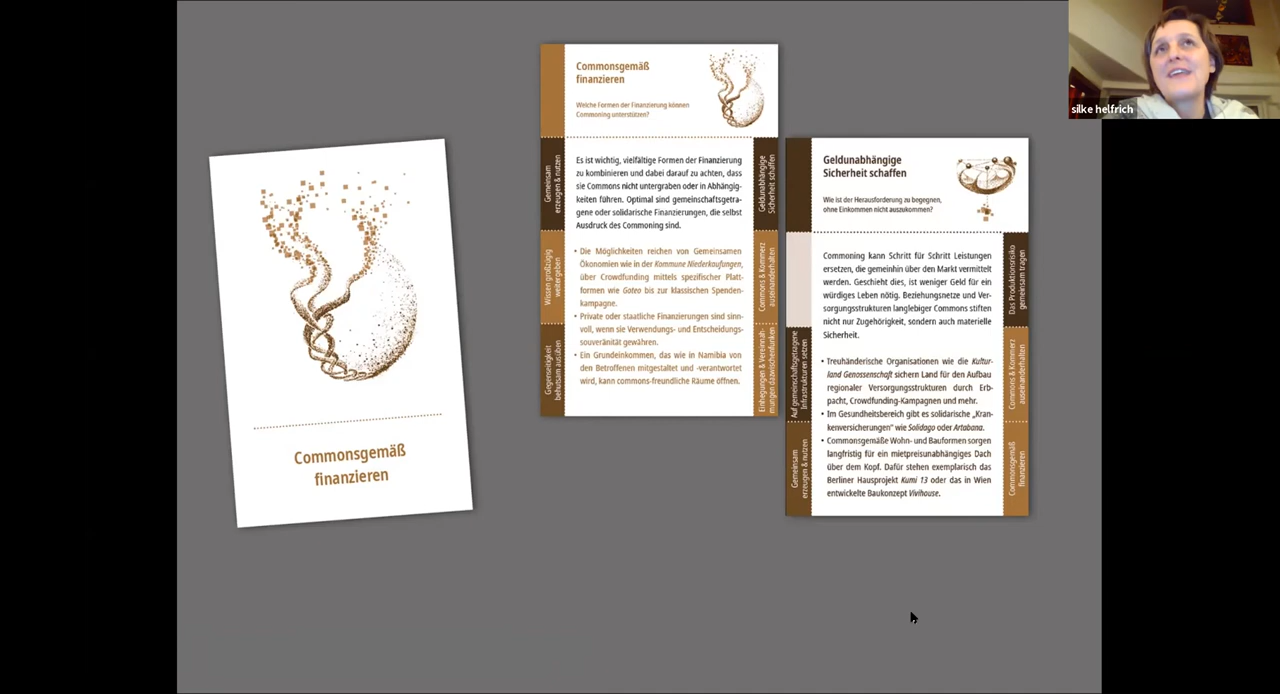 silke helfrich
Commonsgemäß
finanzieren
Commonsgemäß
finanzieren
Welche Formen der Finanzierung können
Commoning unterstützen?
Gemeinsam
erzeugen & nutzen
Wissen großzügig
weitergeben
Gegenseitigkeit
behutsam ausüben
Es ist wichtig, vielfältige Formen der Finanzierung
zu kombinieren und dabei darauf zu achten, dass
sie Commons nicht untergraben oder in Abhängig-
keiten führen. Optimal sind gemeinschaftsgetra-
gene oder solidarische Finanzierungen, die selbst
Ausdruck des Commoning sind.
• Die Möglichkeiten reichen von Gemeinsamen
Ökonomien wie in der Kommune Niederkaufungen,
über Crowdfunding mittels spezifischer Platt-
formen wie Goteo bis zur klassischen Spenden-
kampagne.
• Private oder staatliche Finanzierungen sind sinn-
voll, wenn sie Verwendungs- und Entscheidungs-
souveränität gewähren.
• Ein Grundeinkommen, das wie in Namibia von
den Betroffenen mitgestaltet und -verantwortet
wird, kann commons-freundliche Räume öffnen.
Geldunabhängige
Sicherheit schaffen
Commons & Kommerz
auseinanderhalten
Einhegungen & Vereinnah-
mungen dazwischenfunken
Geldunabhängige
Sicherheit schaffen
Wie ist der Herausforderung zu begegnen,
ohne Einkommen nicht auszukommen?
Auf gemeinschaftsgetragene
Infrastrukturen setzen
Gemeinsam
erzeugen & nutzen
Commoning kann Schritt für Schritt Leistungen
ersetzen, die gemeinhin über den Markt vermittelt
werden. Geschieht dies, ist weniger Geld für ein
würdiges Leben nötig. Beziehungsnetze und Ver-
sorgungsstrukturen langlebiger Commons stiften
nicht nur Zugehörigkeit, sondern auch materielle
Sicherheit.
• Treuhänderische Organisationen wie die Kultur-
land Genossenschaft sichern Land für den Aufbau
regionaler Versorgungsstrukturen durch Erb-
pacht, Crowdfunding-Kampagnen und mehr.
• Im Gesundheitsbereich gibt es solidarische „Kran-
kenversicherungen" wie Solidago oder Artabana.
• Commonsgemäße Wohn- und Bauformen sorgen
langfristig für ein mietpreisunabhängiges Dach
über dem Kopf. Dafür stehen exemplarisch das
Berliner Hausprojekt Kumi 13 oder das in Wien
entwickelte Baukonzept Vivihouse.
Das Produktionsrisiko
gemeinsam tragen
Commons & Kommerz
auseinanderhalten
Commonsgemäß
finanzieren